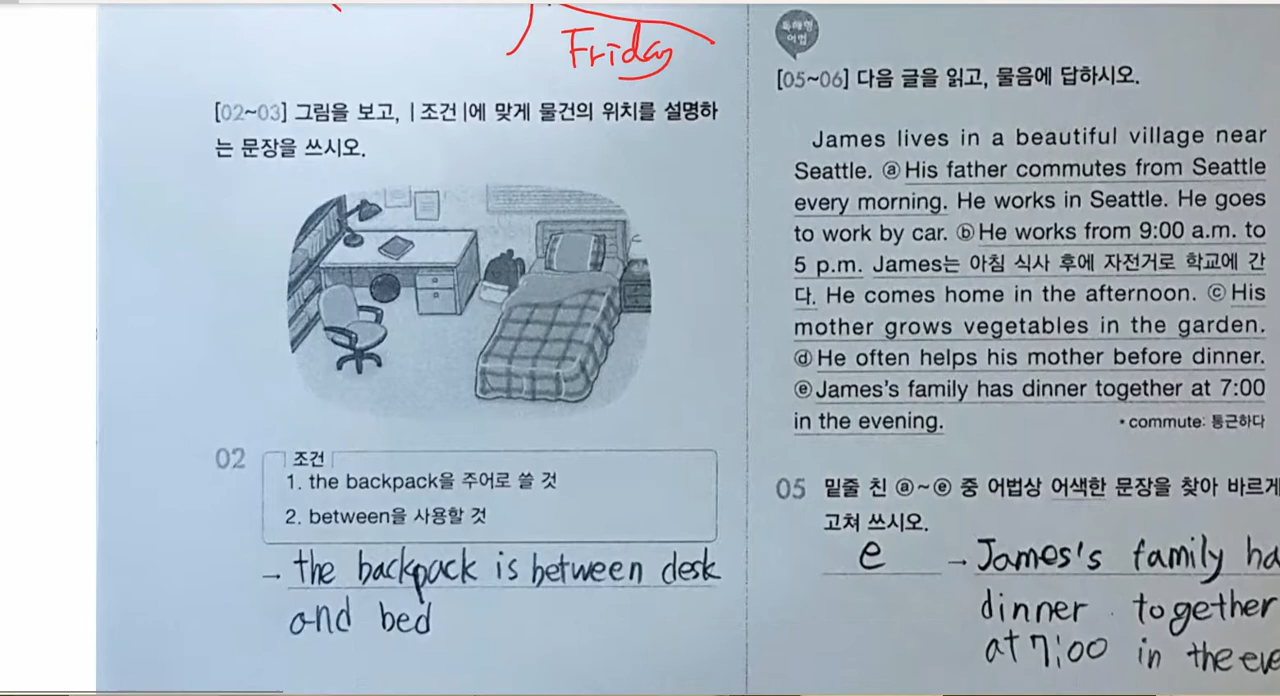 Friday
[02~03] 그림을 보고, | 조건 |에 맞게 물건의 위치를 설명하
는 문장을 쓰시오.
02
조건
1. the backpack을 주어로 쓸 것
2. between을 사용할 것
→ the backpack is between desk
and bed
독해형
어법
[05~06] 다음 글을 읽고, 물음에 답하시오.
James lives in a beautiful village near
Seattle. ⓐ His father commutes from Seattle
every morning. He works in Seattle. He goes
to work by car. ⓑ He works from 9:00 a.m. to
5 p.m. James는 아침 식사 후에 자전거로 학교에 간
다. He comes home in the afternoon. ⓒ His
mother grows vegetables in the garden.
ⓓ He often helps his mother before dinner.
ⓔ James's family has dinner together at 7:00
in the evening.
• commute: 통근하다
05 밑줄 친 ⓐ~ⓔ 중 어법상 어색한 문장을 찾아 바르게
고쳐 쓰시오.
e → James's family ha
dinner together
at 7:00 in the eve